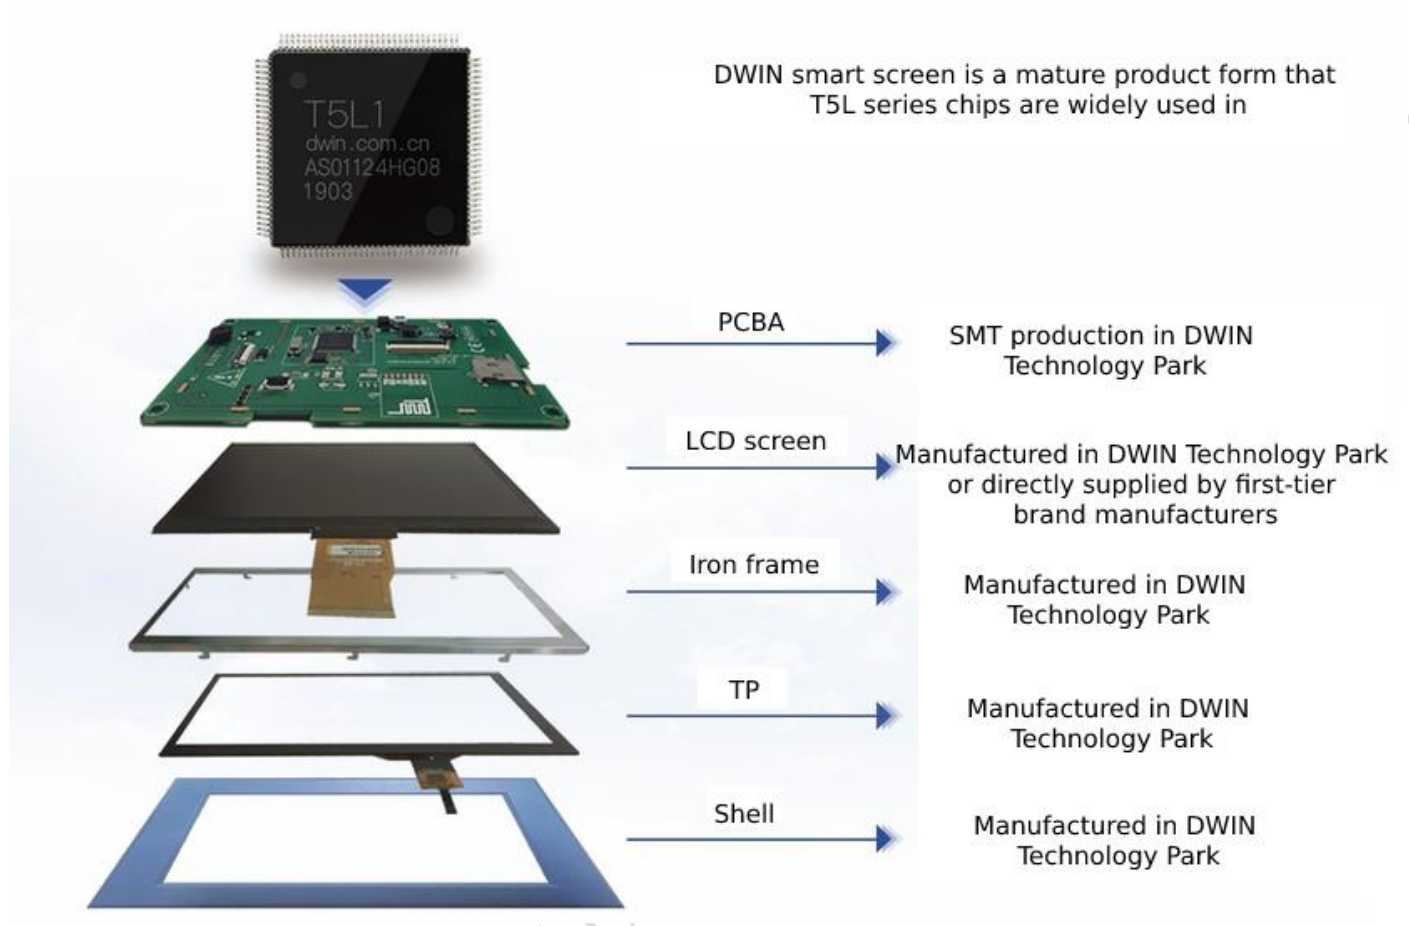 T5L1
dwin.com.cn
AS01124HG08
1903
DWIN smart screen is a mature product form that
T5L series chips are widely used in
PCBA
SMT production in DWIN
Technology Park
LCD screen
Manufactured in DWIN Technology Park
or directly supplied by first-tier
brand manufacturers
Iron frame
Manufactured in DWIN
Technology Park
TP
Manufactured in DWIN
Technology Park
Shell
Manufactured in DWIN
Technology Park